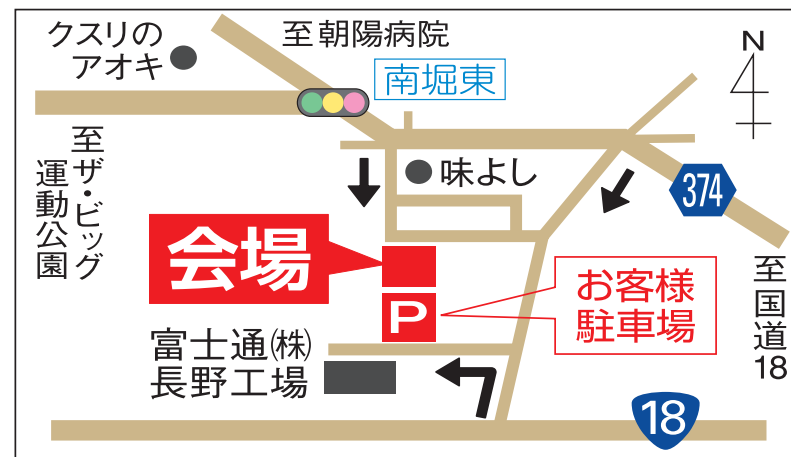 クスリの
アオキ
至朝陽病院
南堀東
N
至ザ・ビッグ
運動公園
味よし
374
会場
P
お客様
駐車場
至国道18
富士通㈱
長野工場
18